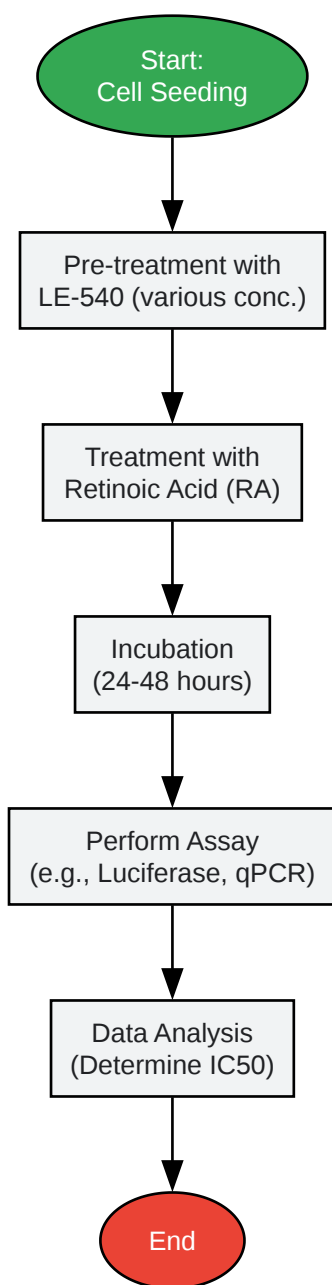 Start:
Cell Seeding
Pre-treatment with
LE-540 (various conc.)
Treatment with
Retinoic Acid (RA)
Incubation
(24-48 hours)
Perform Assay
(e.g., Luciferase, qPCR)
Data Analysis
(Determine IC50)
End